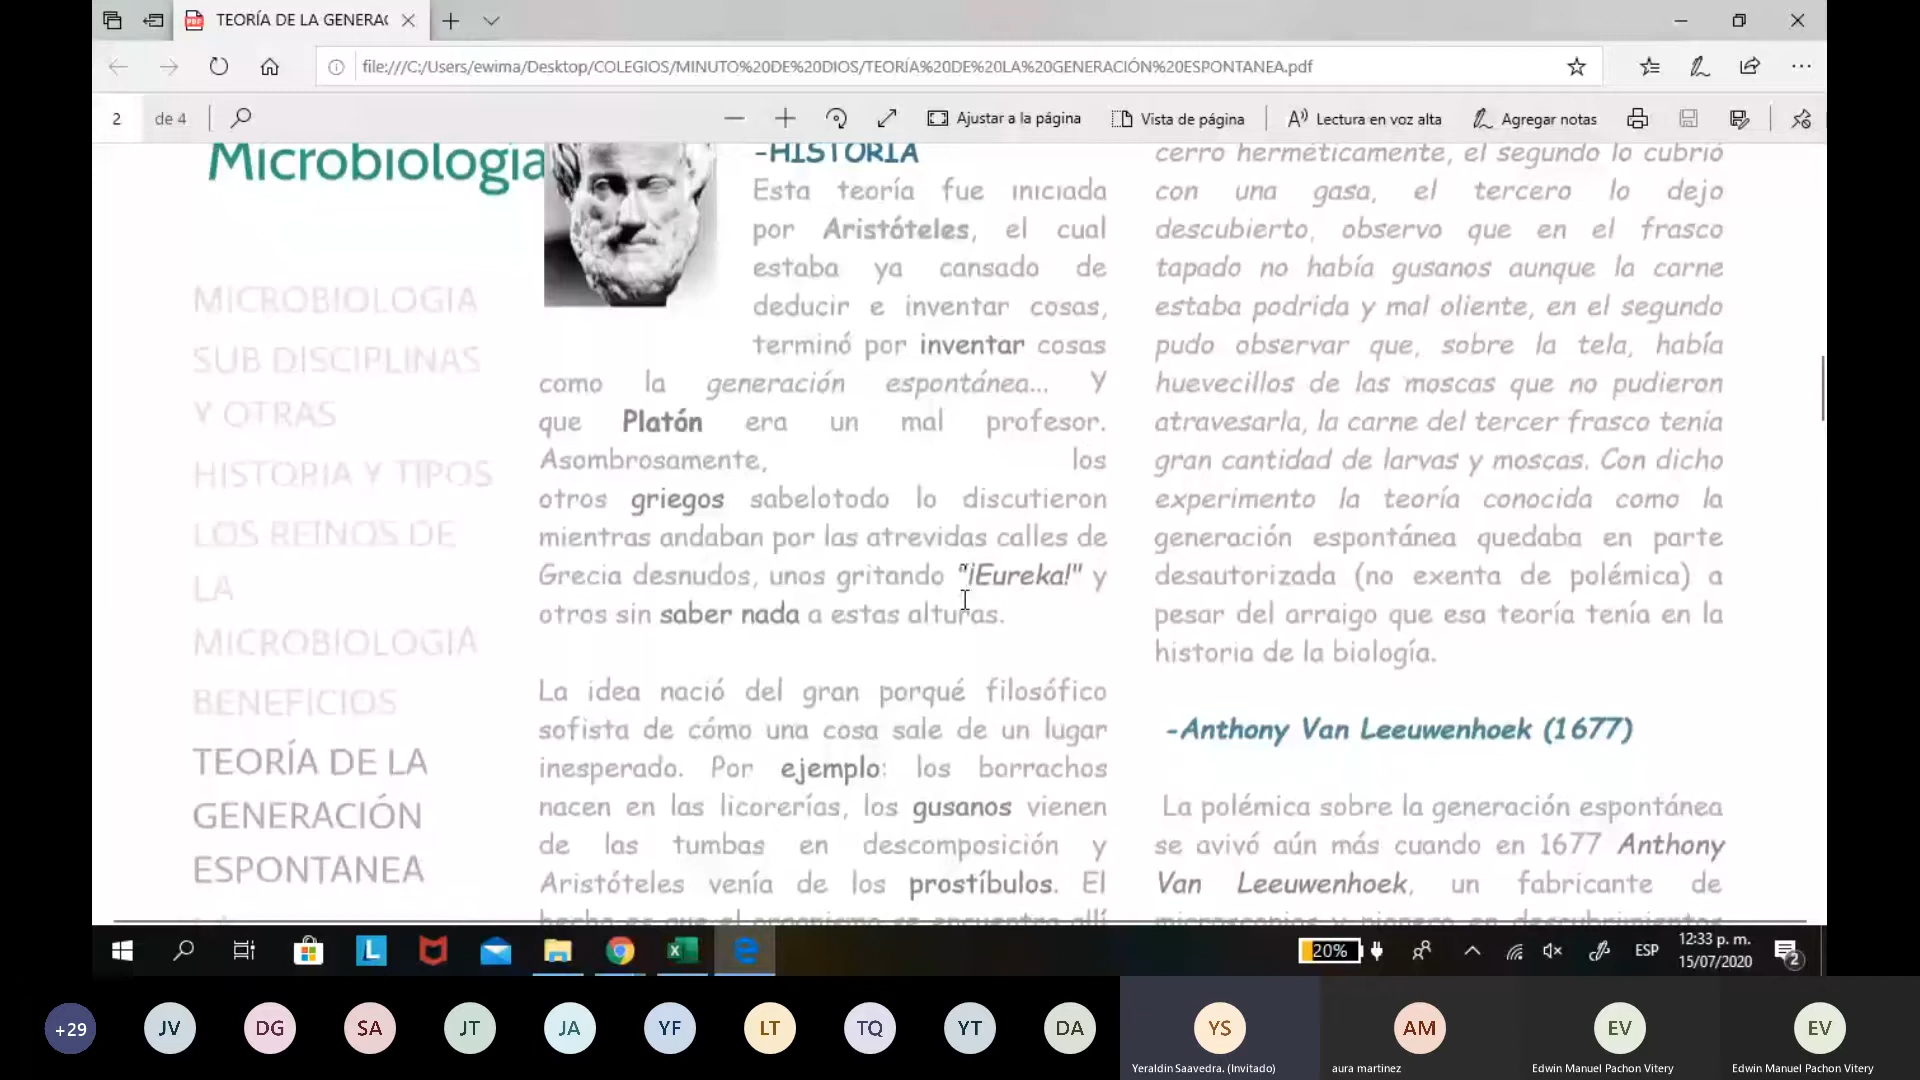 TEORÍA DE LA GENERAC
file:///C:/Users/ewima/Desktop/COLEGIOS/MINUTO%20DE%20DIOS/TEORÍA%20DE%20LA%20GENERACIÓN%20ESPONTANEA.pdf
2 de 4
Ajustar a la página
Vista de página
Lectura en voz alta
Agregar notas
Microbiologia
MICROBIOLOGIA
SUB DISCIPLINAS
Y OTRAS
HISTORIA Y TIPOS
LOS REINOS DE
LA
MICROBIOLOGIA
BENEFICIOS
TEORÍA DE LA
GENERACIÓN
ESPONTANEA
-HISTORIA
Esta teoría fue iniciada
por Aristóteles, el cual
estaba ya cansado de
deducir e inventar cosas,
terminó por inventar cosas
como la generación espontánea... Y
que Platón era un mal profesor.
Asombrosamente, los
otros griegos sabelotodo lo discutieron
mientras andaban por las atrevidas calles de
Grecia desnudos, unos gritando "¡Eureka!" y
otros sin saber nada a estas alturas.
La idea nació del gran porqué filosófico
sofista de cómo una cosa sale de un lugar
inesperado. Por ejemplo: los borrachos
nacen en las licorerías, los gusanos vienen
de las tumbas en descomposición y
Aristóteles venía de los prostíbulos. El
hecho es que el organismo se encuentra allí
cerro herméticamente, el segundo lo cubrió
con una gasa, el tercero lo dejo
descubierto, observo que en el frasco
tapado no había gusanos aunque la carne
estaba podrida y mal oliente, en el segundo
pudo observar que, sobre la tela, había
huevecillos de las moscas que no pudieron
atravesarla, la carne del tercer frasco tenía
gran cantidad de larvas y moscas. Con dicho
experimento la teoría conocida como la
generación espontánea quedaba en parte
desautorizada (no exenta de polémica) a
pesar del arraigo que esa teoría tenía en la
historia de la biología.
-Anthony Van Leeuwenhoek (1677)
La polémica sobre la generación espontánea
se avivó aún más cuando en 1677 Anthony
Van Leeuwenhoek, un fabricante de
microscopios y pionero en descubrimientos
L
20%
ESP
12:33 p. m.
15/07/2020
2
+29
JV
DG
SA
JT
JA
YF
LT
TQ
YT
DA
YS
AM
EV
EV
Yeraldin Saavedra. (Invitado)
aura martinez
Edwin Manuel Pachon Vitery
Edwin Manuel Pachon Vitery